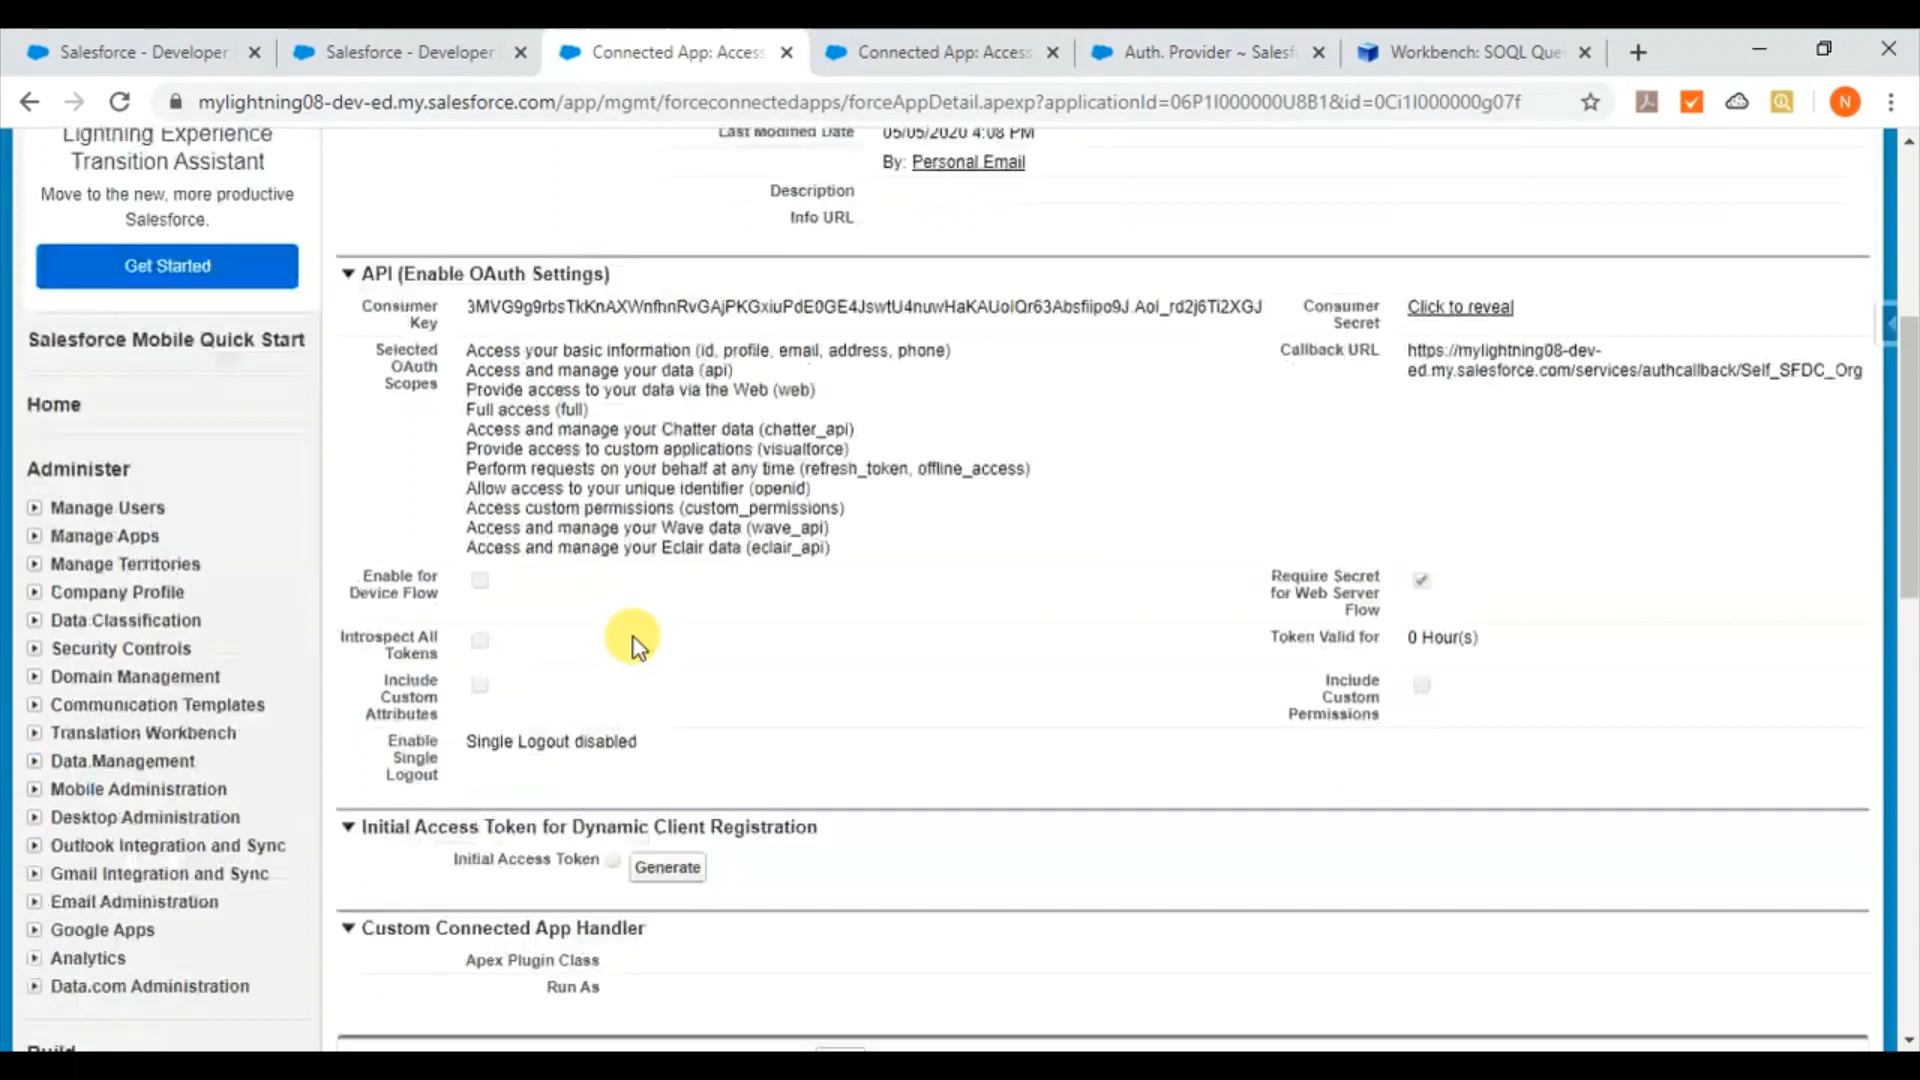 Salesforce - Developer
Salesforce - Developer
Connected App: Access
Connected App: Access
Auth. Provider ~ Salesf
Workbench: SOQL Que
mylightning08-dev-ed.my.salesforce.com/app/mgmt/forceconnectedapps/forceAppDetail.apexp?applicationId=06P1I000000U8B1&id=0Ci1I000000g07f
N
Lightning Experience
Transition Assistant
Move to the new, more productive
Salesforce.
Get Started
Salesforce Mobile Quick Start
Home
Administer
Manage Users
Manage Apps
Manage Territories
Company Profile
Data Classification
Security Controls
Domain Management
Communication Templates
Translation Workbench
Data Management
Mobile Administration
Desktop Administration
Outlook Integration and Sync
Gmail Integration and Sync
Email Administration
Google Apps
Analytics
Data.com Administration
Build
Last Modified Date 05/05/2020 4:08 PM
By: Personal Email
Description
Info URL
API (Enable OAuth Settings)
Consumer Key
Consumer Secret Click to reveal
Selected OAuth Scopes
Access your basic information (id, profile, email, address, phone)
Access and manage your data (api)
Provide access to your data via the Web (web)
Full access (full)
Access and manage your Chatter data (chatter_api)
Provide access to custom applications (visualforce)
Perform requests on your behalf at any time (refresh_token, offline_access)
Allow access to your unique identifier (openid)
Access custom permissions (custom_permissions)
Access and manage your Wave data (wave_api)
Access and manage your Eclair data (eclair_api)
Callback URL
https://mylightning08-dev-
ed.my.salesforce.com/services/authcallback/Self_SFDC_Org
Enable for
Device Flow
Require Secret
for Web Server
Flow
Introspect All
Tokens
Token Valid for 0 Hour(s)
Include
Custom
Attributes
Include
Custom
Permissions
Enable
Single
Logout
Single Logout disabled
Initial Access Token for Dynamic Client Registration
Initial Access Token Generate
Custom Connected App Handler
Apex Plugin Class
Run As